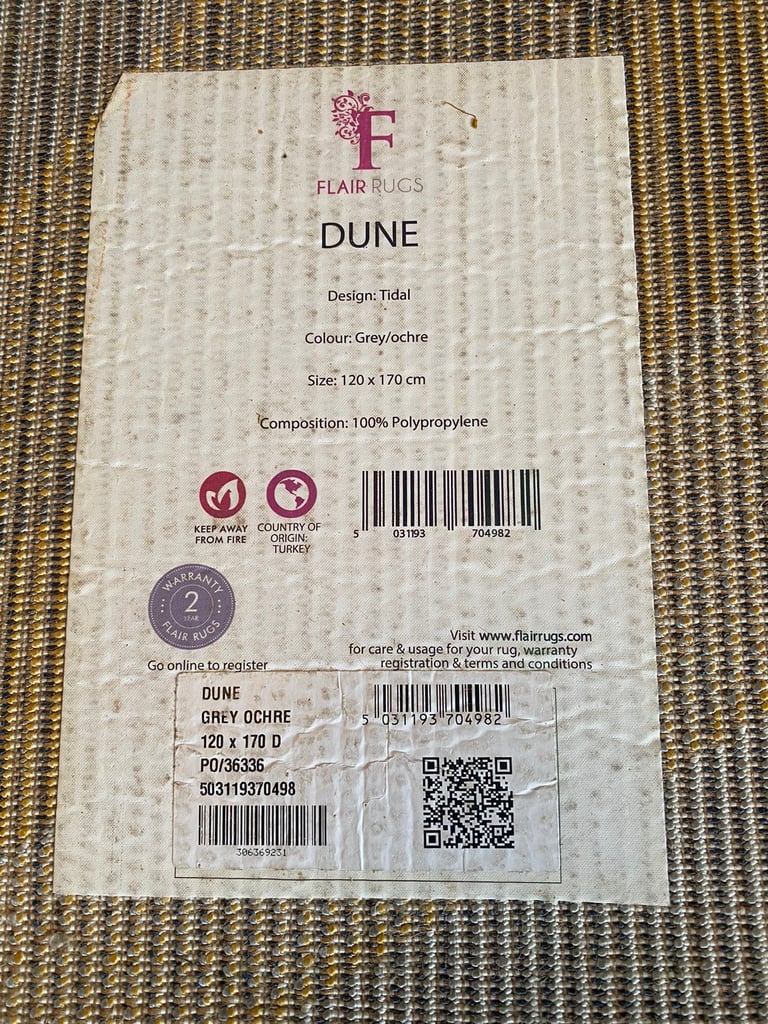 F
FLAIR RUGS
DUNE
Design: Tidal
Colour: Grey/ochre
Size: 120 x 170 cm
Composition: 100% Polypropylene
KEEP AWAY
FROM FIRE
COUNTRY OF
ORIGIN:
TURKEY
5 031193 704982
WARRANTY
2
YEAR
FLAIR RUGS
Go online to register
Visit www.flairrugs.com
for care & usage for your rug, warranty
registration & terms and conditions
DUNE
GREY OCHRE
120 x 170 D
PO/36336
503119370498
306369231
5 031193 704982